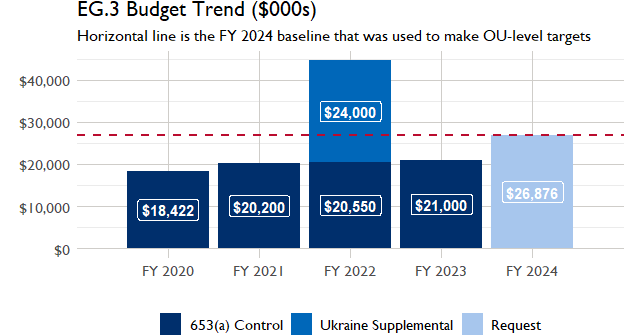 EG.3 Budget Trend ($000s)
Horizontal line is the FY 2024 baseline that was used to make OU-level targets
$40,000
$30,000
$20,000
$10,000
$0
$24,000
$18,422
$20,200
$20,550
$21,000
$26,876
FY 2020
FY 2021
FY 2022
FY 2023
FY 2024
653(a) Control
Ukraine Supplemental
Request